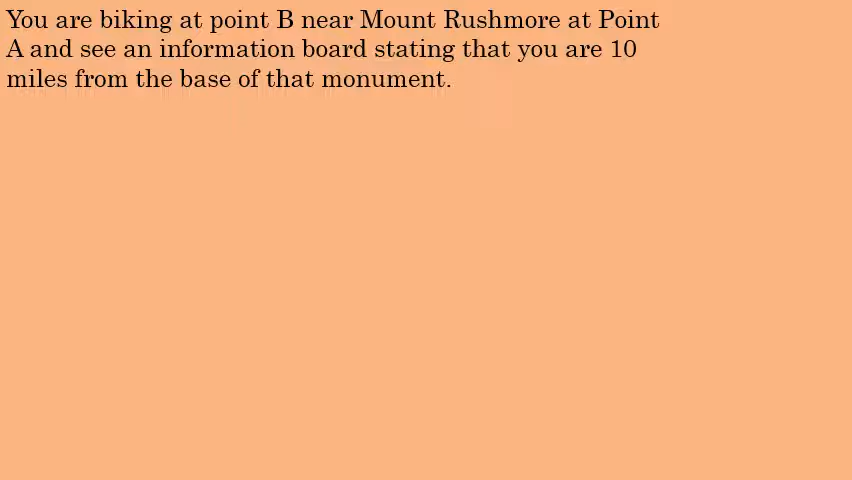 You are biking at point B near Mount Rushmore at Point
A and see an information board stating that you are 10
miles from the base of that monument.